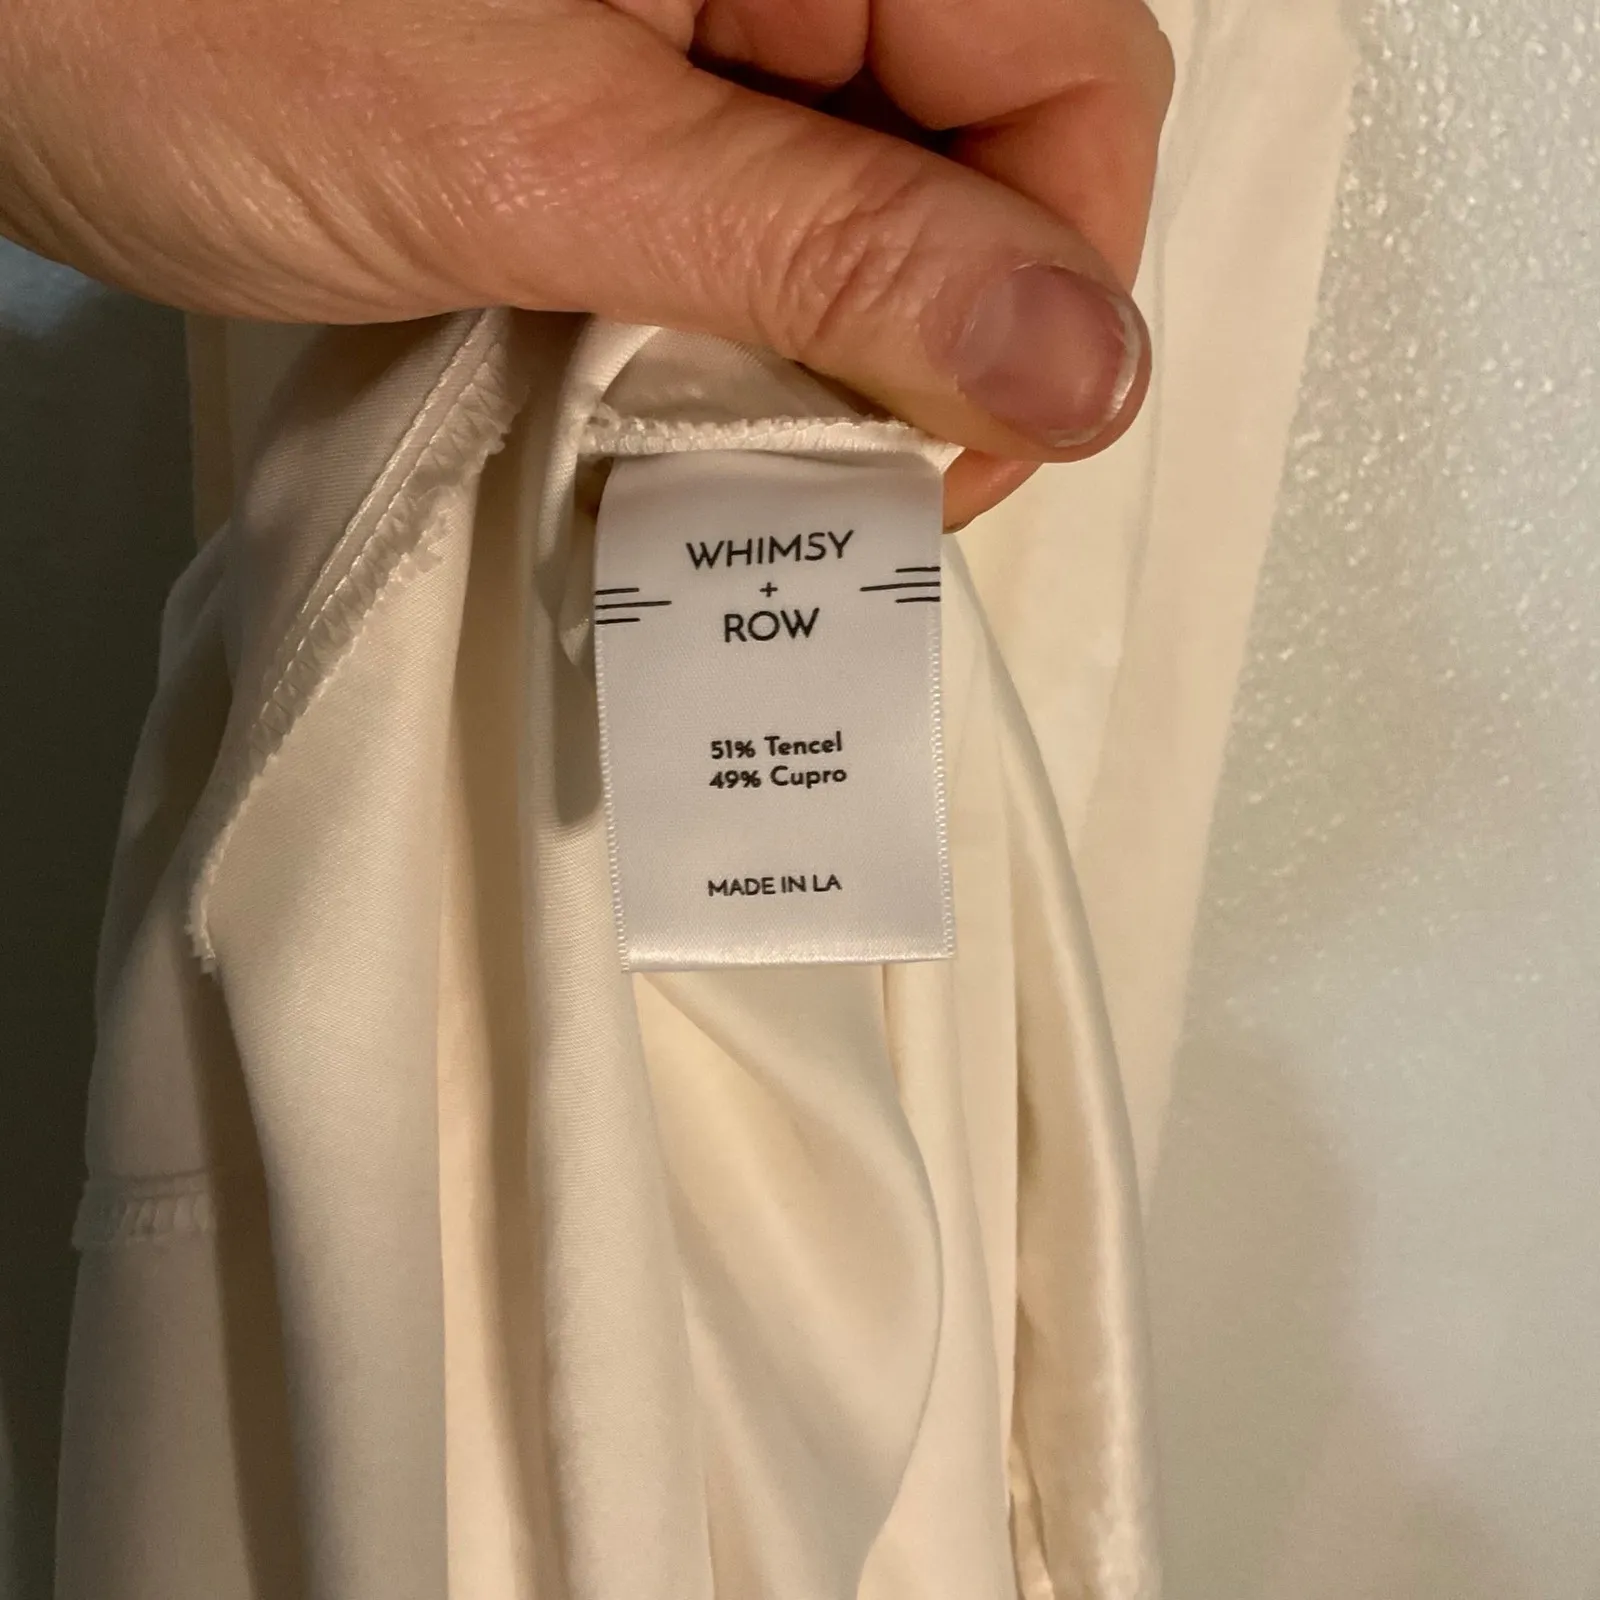 WHIMSY
+
ROW
51% Tencel
49% Cupro
MADE IN LA